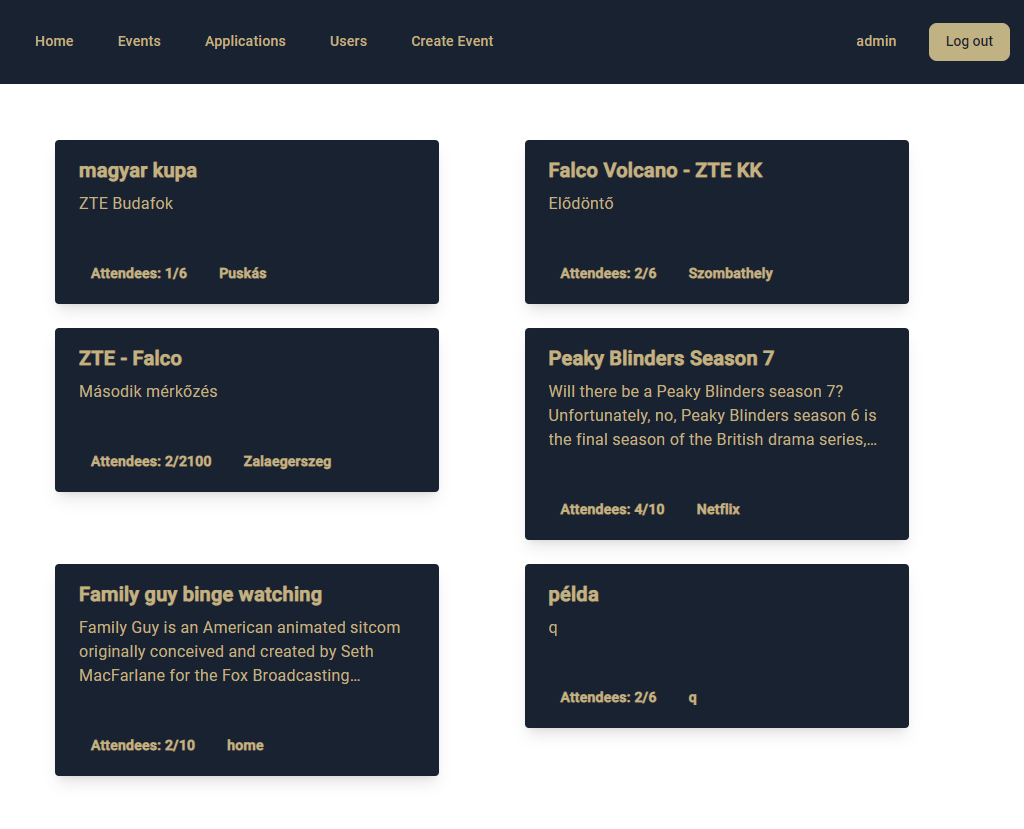 Home Events Applications Users Create Event admin Log out
magyar kupa
ZTE Budafok
Attendees: 1/6 Puskás
Falco Volcano - ZTE KK
Elődöntő
Attendees: 2/6 Szombathely
ZTE - Falco
Második mérkőzés
Attendees: 2/2100 Zalaegerszeg
Peaky Blinders Season 7
Will there be a Peaky Blinders season 7?
Unfortunately, no, Peaky Blinders season 6 is
the final season of the British drama series,...
Attendees: 4/10 Netflix
Family guy binge watching
Family Guy is an American animated sitcom
originally conceived and created by Seth
MacFarlane for the Fox Broadcasting...
Attendees: 2/10 home
példa
q
Attendees: 2/6 q